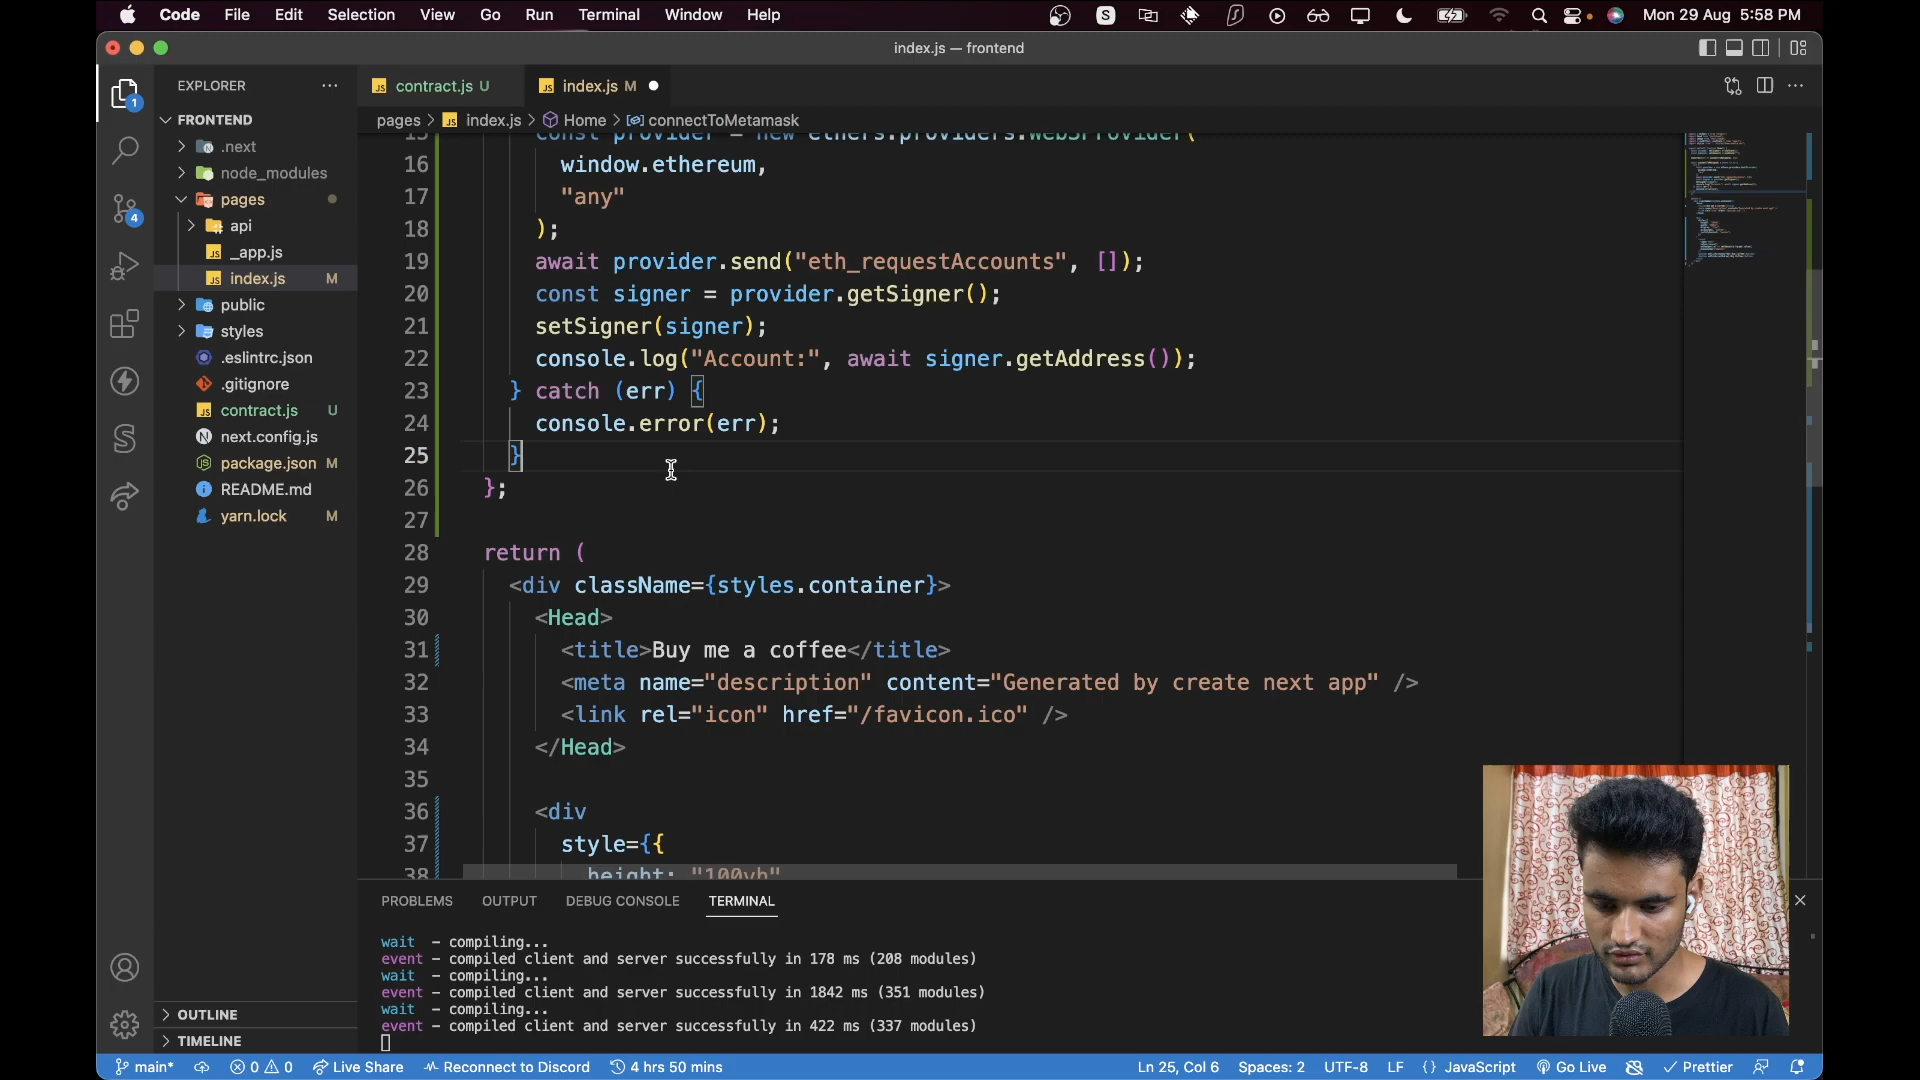 Code File Edit Selection View Go Run Terminal Window Help
S
Mon 29 Aug 5:58 PM
index.js — frontend
EXPLORER
contract.js U
index.js M
FRONTEND
pages > index.js > Home > connectToMetamask
.next
node_modules
pages
api
_app.js
index.js M
public
styles
.eslintrc.json
.gitignore
contract.js U
next.config.js
package.json M
README.md
yarn.lock M
OUTLINE
TIMELINE
1
4
15 const provider = new ethers.providers.Web3Provider(
16 window.ethereum,
17 "any"
18 );
19 await provider.send("eth_requestAccounts", []);
20 const signer = provider.getSigner();
21 setSigner(signer);
22 console.log("Account:", await signer.getAddress());
23 } catch (err) {
24 console.error(err);
25 }
26 };
27
28 return (
29 <div className={styles.container}>
30 <Head>
31 <title>Buy me a coffee</title>
32 <meta name="description" content="Generated by create next app" />
33 <link rel="icon" href="/favicon.ico" />
34 </Head>
35
36 <div
37 style={{
38 height: "100vh"
PROBLEMS OUTPUT DEBUG CONSOLE TERMINAL
wait - compiling...
event - compiled client and server successfully in 178 ms (208 modules)
wait - compiling...
event - compiled client and server successfully in 1842 ms (351 modules)
wait - compiling...
event - compiled client and server successfully in 422 ms (337 modules)
main* 0 0 Live Share Reconnect to Discord 4 hrs 50 mins
Ln 25, Col 6 Spaces: 2 UTF-8 LF {} JavaScript Go Live Prettier